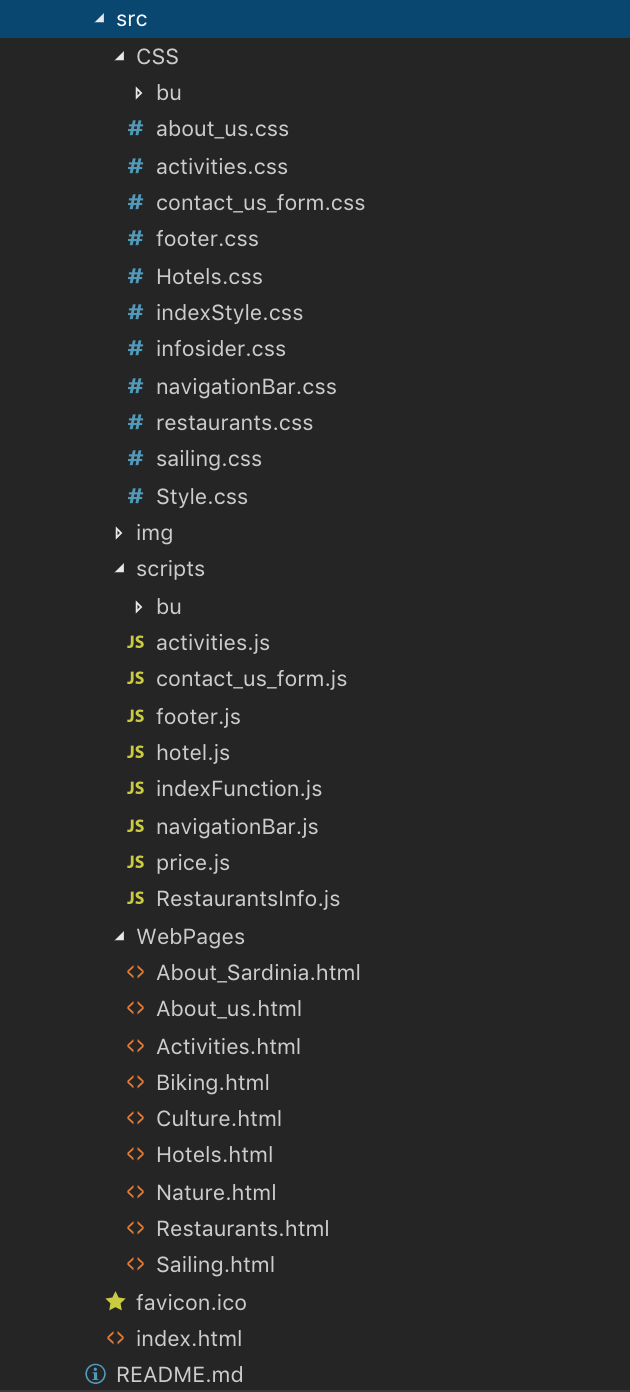 src
CSS
bu
# about_us.css
# activities.css
# contact_us_form.css
# footer.css
# Hotels.css
# indexStyle.css
# infosider.css
# navigationBar.css
# restaurants.css
# sailing.css
# Style.css
img
scripts
bu
JS activities.js
JS contact_us_form.js
JS footer.js
JS hotel.js
JS indexFunction.js
JS navigationBar.js
JS price.js
JS RestaurantsInfo.js
WebPages
<> About_Sardinia.html
<> About_us.html
<> Activities.html
<> Biking.html
<> Culture.html
<> Hotels.html
<> Nature.html
<> Restaurants.html
<> Sailing.html
favicon.ico
<> index.html
README.md